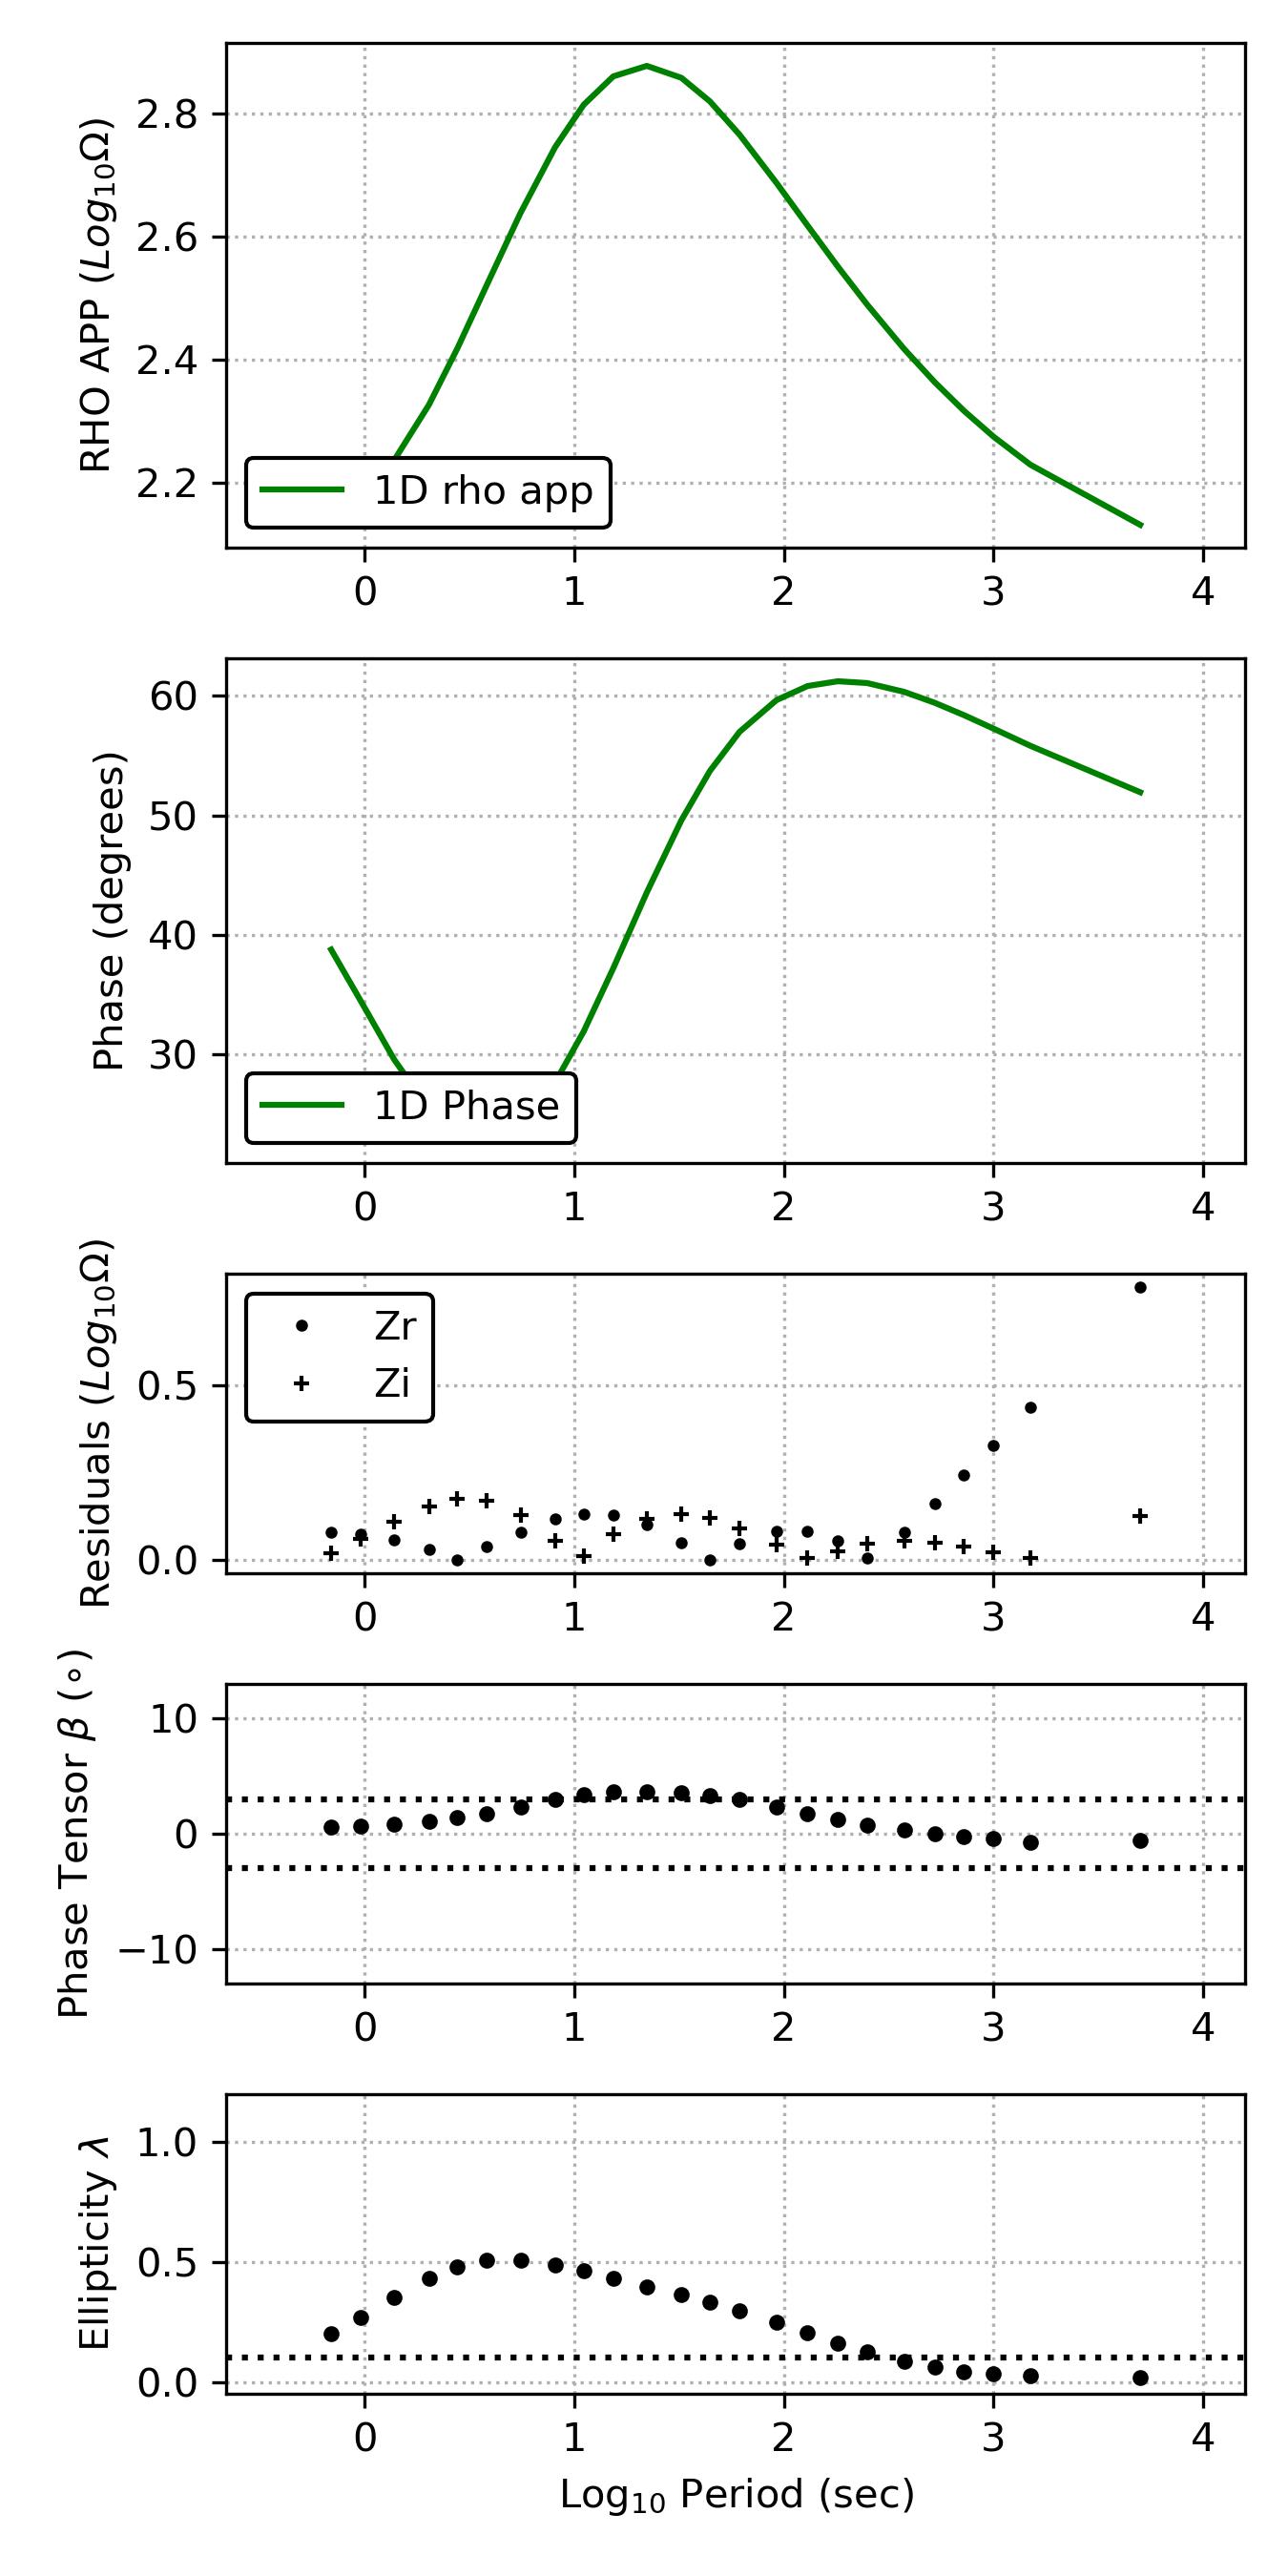 RHO APP (Log₁₀Ω)
2.8
2.6
2.4
2.2
1D rho app
0 1 2 3 4
Phase (degrees)
60
50
40
30
1D Phase
0 1 2 3 4
Residuals (Log₁₀Ω)
Zr
Zi
0.5
0.0
0 1 2 3 4
Phase Tensor β (∘)
10
0
−10
0 1 2 3 4
Ellipticity λ
1.0
0.5
0.0
0 1 2 3 4
Log₁₀ Period (sec)